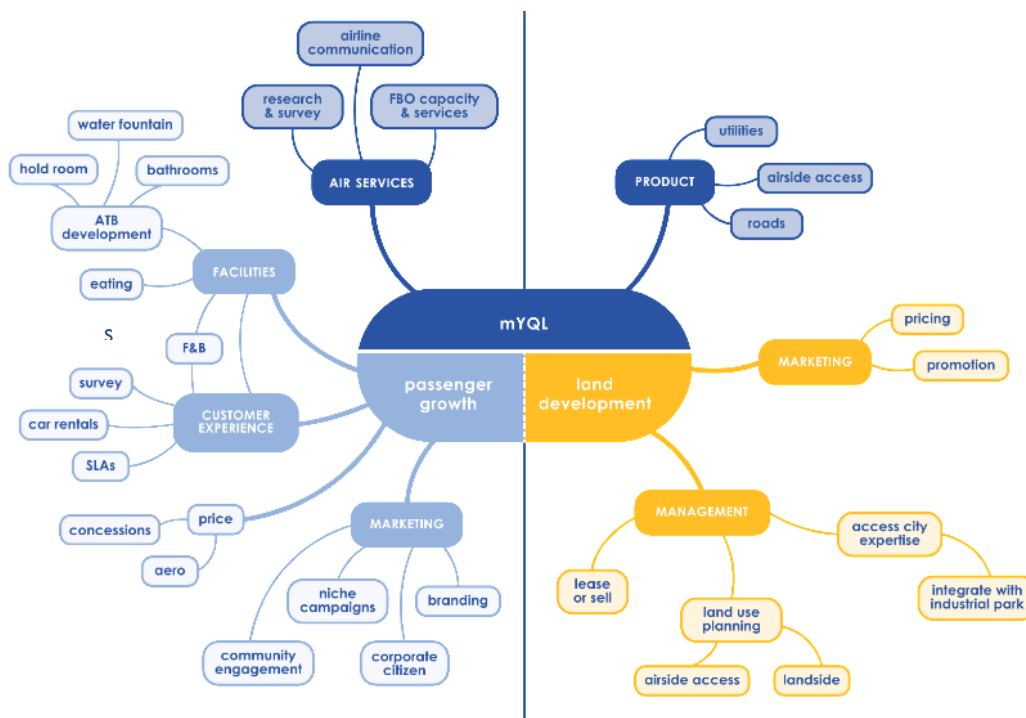 airline
communication
research
& survey
FBO capacity
& services
AIR SERVICES
water fountain
hold room
bathrooms
ATB
development
FACILITIES
eating
s
F&B
survey
car rentals
SLAs
CUSTOMER
EXPERIENCE
concessions
price
aero
MARKETING
niche
campaigns
branding
community
engagement
corporate
citizen
mYQL
passenger
growth
land
development
PRODUCT
utilities
airside access
roads
MARKETING
pricing
promotion
MANAGEMENT
access city
expertise
integrate with
industrial park
lease
or sell
land use
planning
airside access
landside